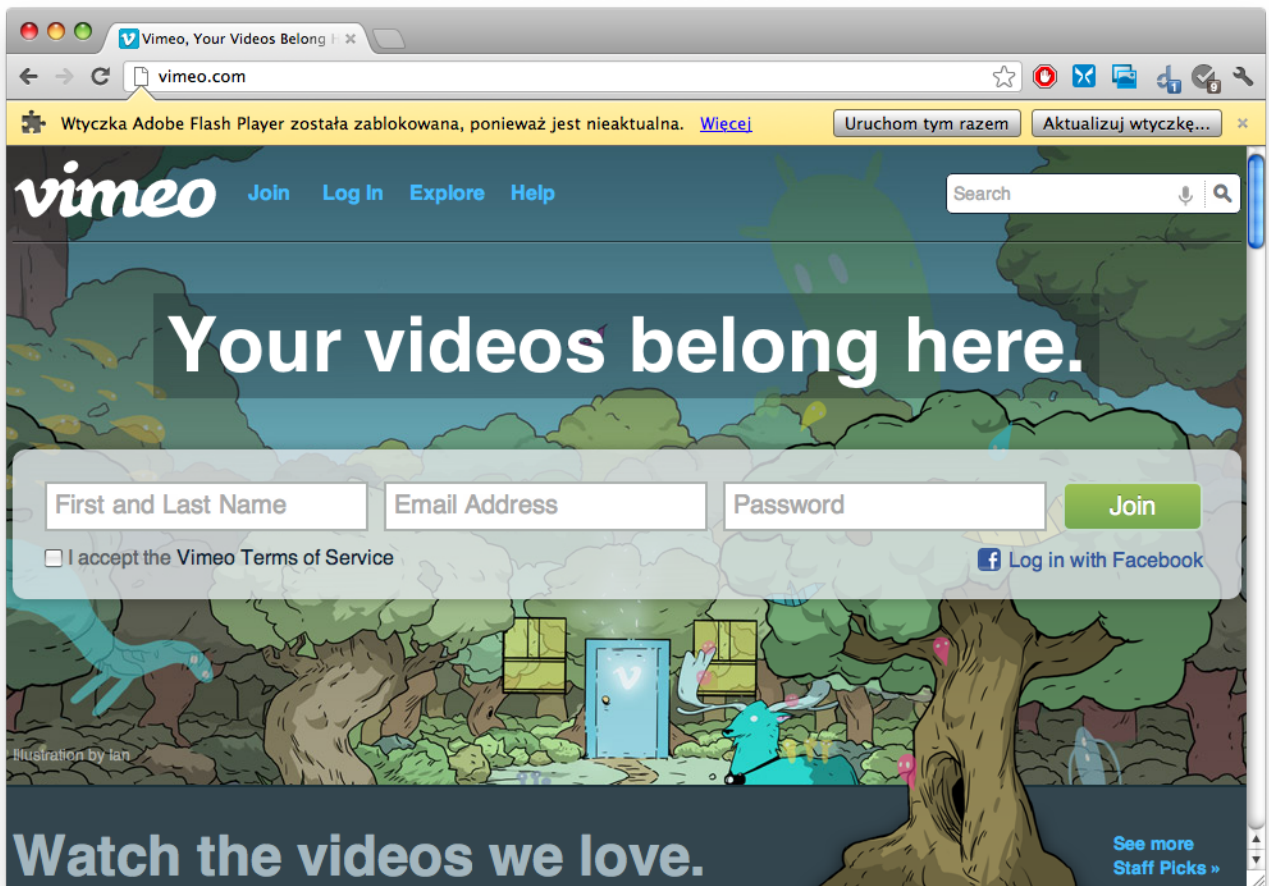 Vimeo, Your Videos Belong H
vimeo.com
1
9
Wtyczka Adobe Flash Player została zablokowana, ponieważ jest nieaktualna. Więcej Uruchom tym razem Aktualizuj wtyczkę...
vimeo Join Log In Explore Help Search
Your videos belong here.
First and Last Name Email Address Password Join
I accept the Vimeo Terms of Service Log in with Facebook
Illustration by Ian
Watch the videos we love.
See more
Staff Picks »